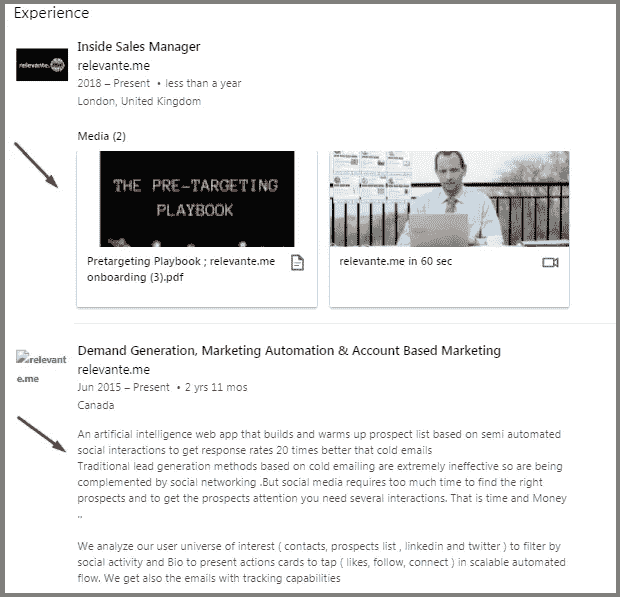 Experience
Inside Sales Manager
relevante.me
relevante.me
2018 – Present • less than a year
London, United Kingdom
Media (2)
THE PRE-TARGETING
PLAYBOOK
Pretargeting Playbook ; relevante.me
onboarding (3).pdf
relevante.me in 60 sec
relevant
e.me
Demand Generation, Marketing Automation & Account Based Marketing
relevante.me
Jun 2015 – Present • 2 yrs 11 mos
Canada
An artificial intelligence web app that builds and warms up prospect list based on semi automated
social interactions to get response rates 20 times better that cold emails
Traditional lead generation methods based on cold emailing are extremely ineffective so are being
complemented by social networking .But social media requires too much time to find the right
prospects and to get the prospects attention you need several interactions. That is time and Money
..
We analyze our user universe of interest ( contacts, prospects list , linkedin and twitter ) to filter by
social activity and Bio to present actions cards to tap ( likes, follow, connect ) in scalable automated
flow. We get also the emails with tracking capabilities